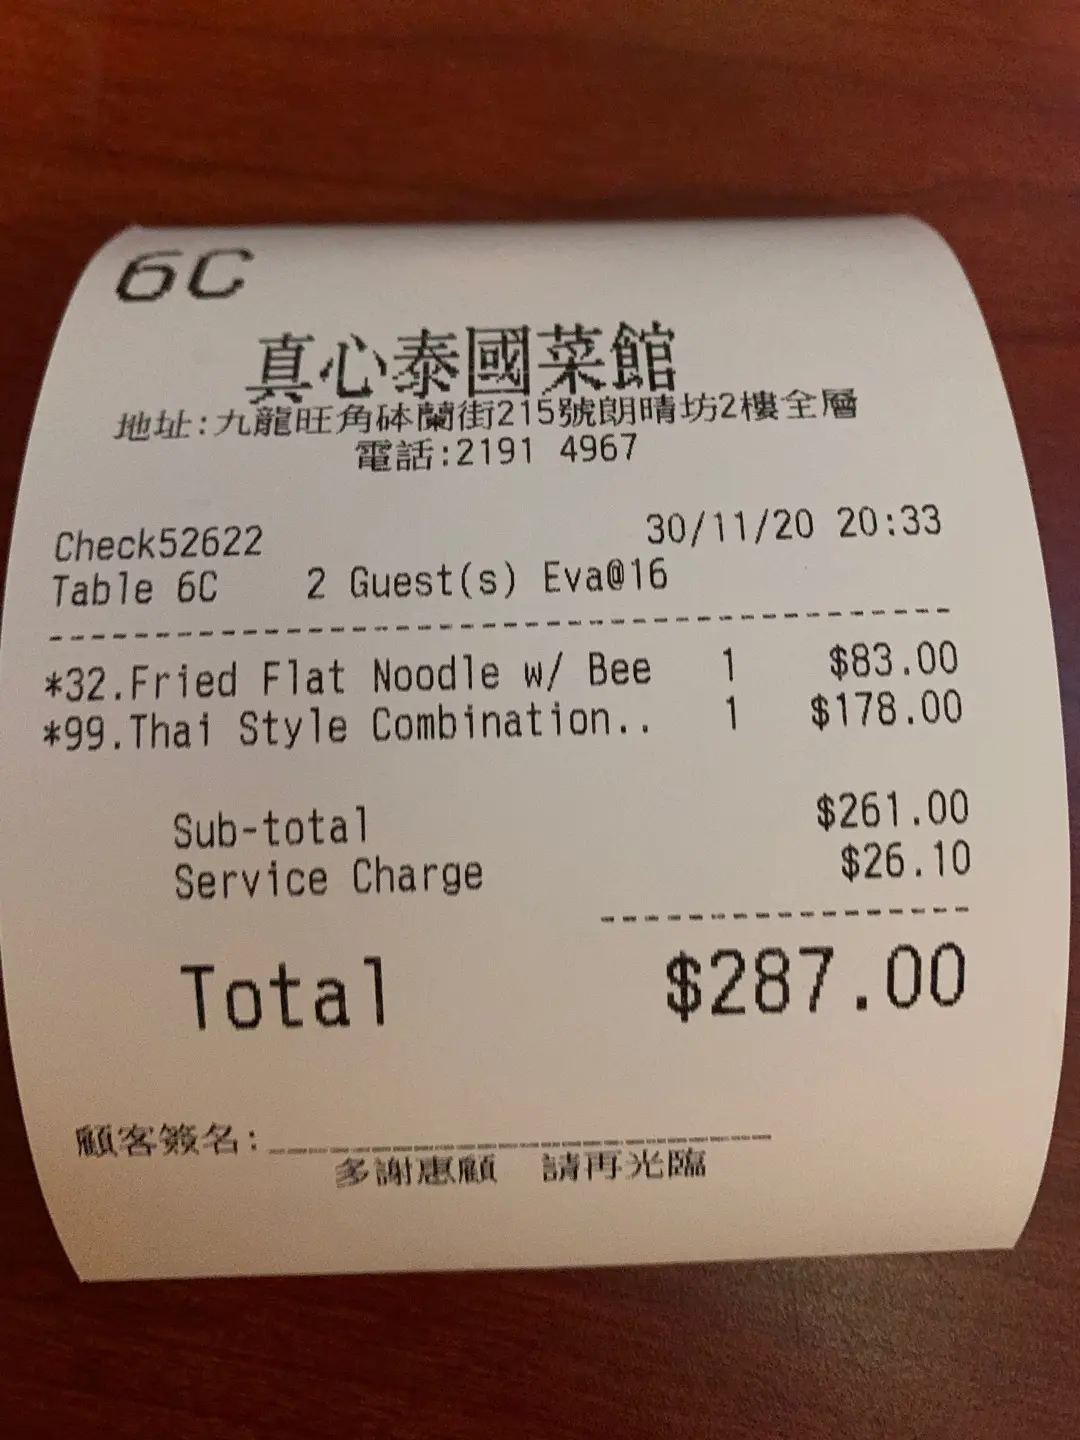 6C
真心泰國菜館
地址:九龍旺角砵蘭街215號朗晴坊2樓全層
電話:2191 4967
Check52622 30/11/20 20:33
Table 6C 2 Guest(s) Eva@16
*32.Fried Flat Noodle w/ Bee 1 $83.00
*99.Thai Style Combination.. 1 $178.00
Sub-total $261.00
Service Charge $26.10
Total $287.00
顧客簽名:
多謝惠顧 請再光臨